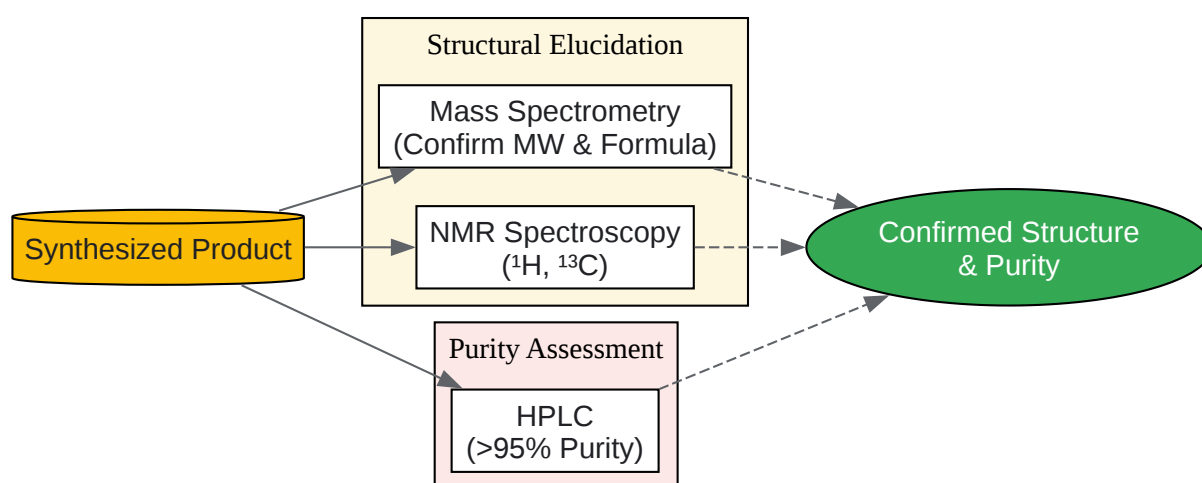 Structural Elucidation
Mass Spectrometry
(Confirm MW & Formula)
Synthesized Product
NMR Spectroscopy
(¹H, ¹³C)
Confirmed Structure
& Purity
Purity Assessment
HPLC
(>95% Purity)